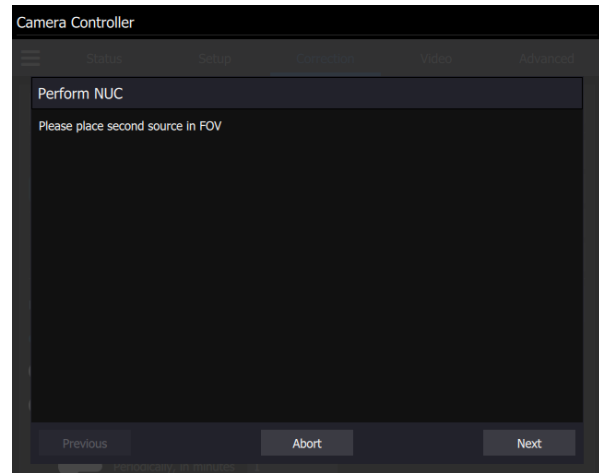 Camera Controller
Status Setup Correction Video Advanced
Perform NUC
Please place second source in FOV
Previous Abort Next
Periodically, in minutes